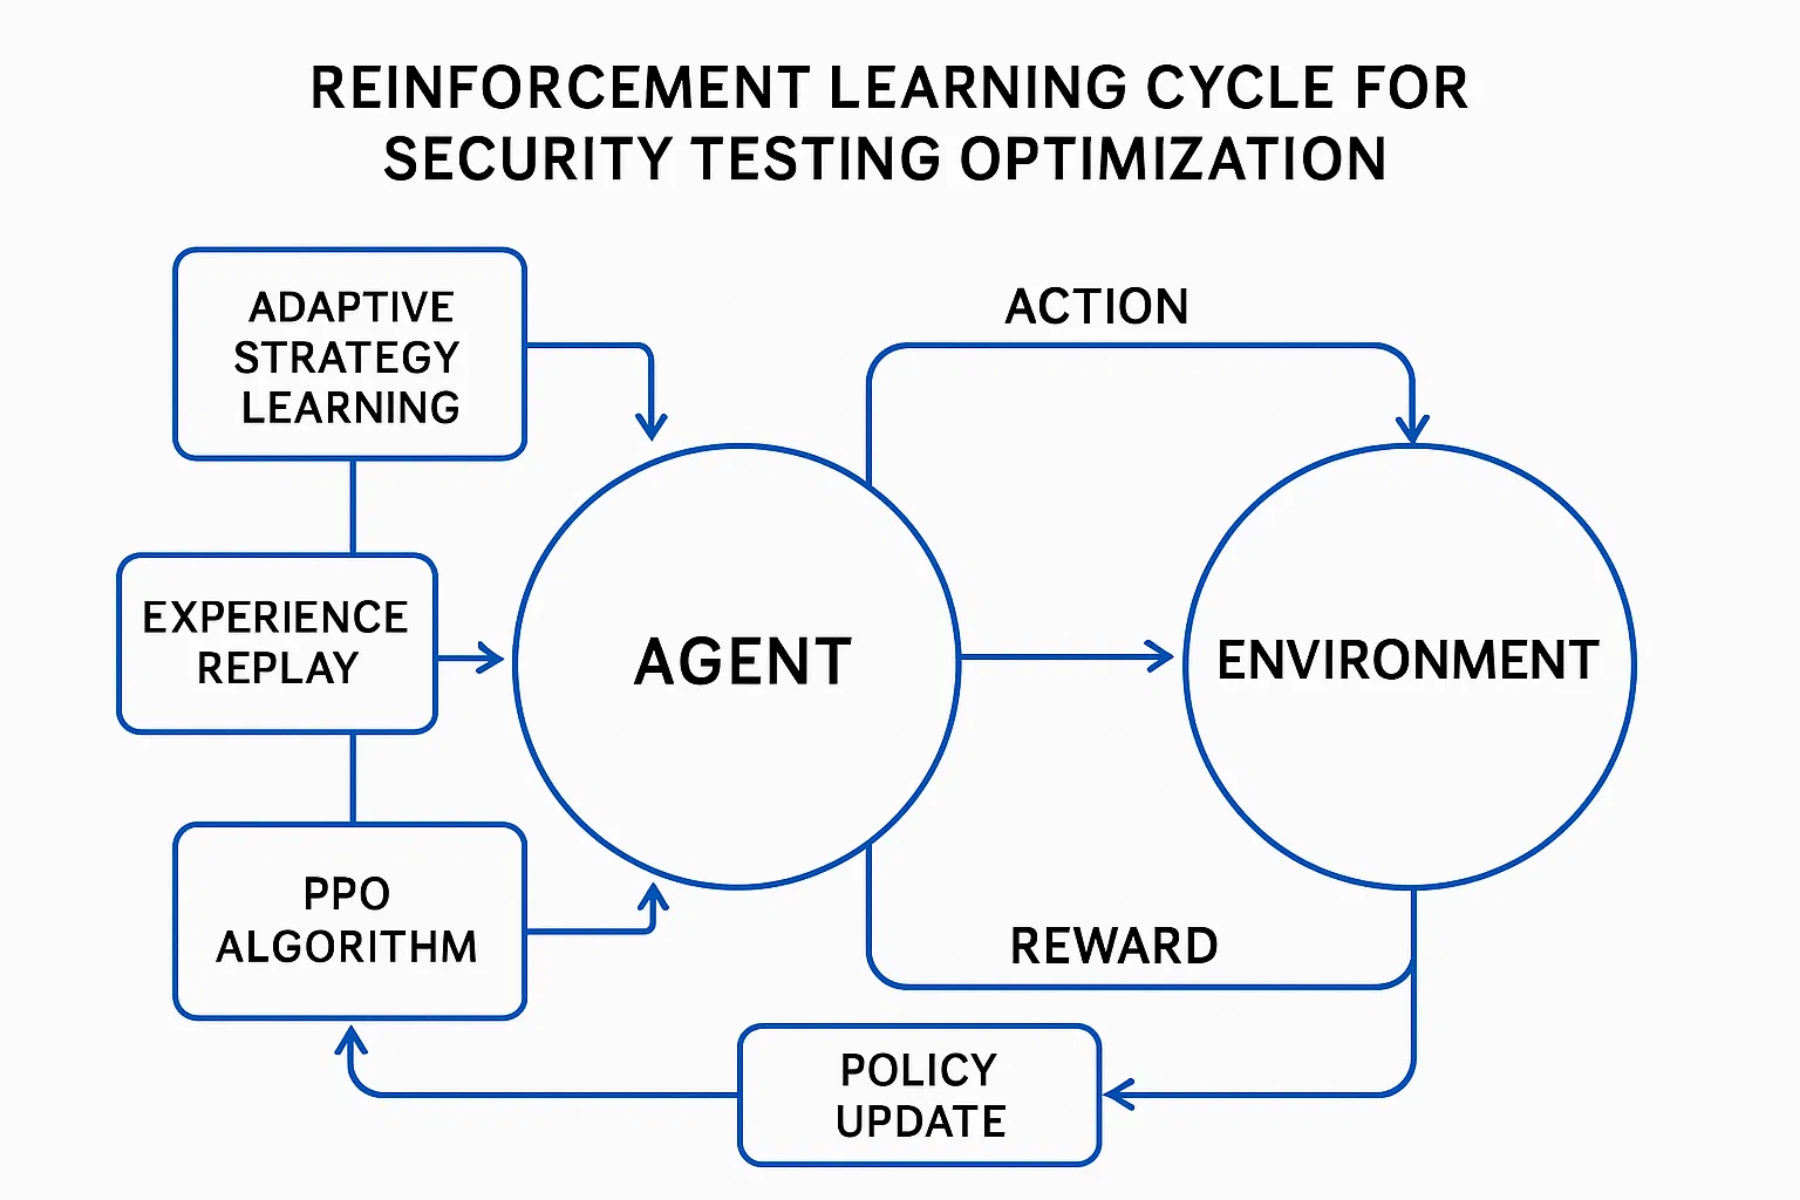 REINFORCEMENT LEARNING CYCLE FOR
SECURITY TESTING OPTIMIZATION
ADAPTIVE
STRATEGY
LEARNING
ACTION
EXPERIENCE
REPLAY
AGENT
ENVIRONMENT
PPO
ALGORITHM
REWARD
POLICY
UPDATE